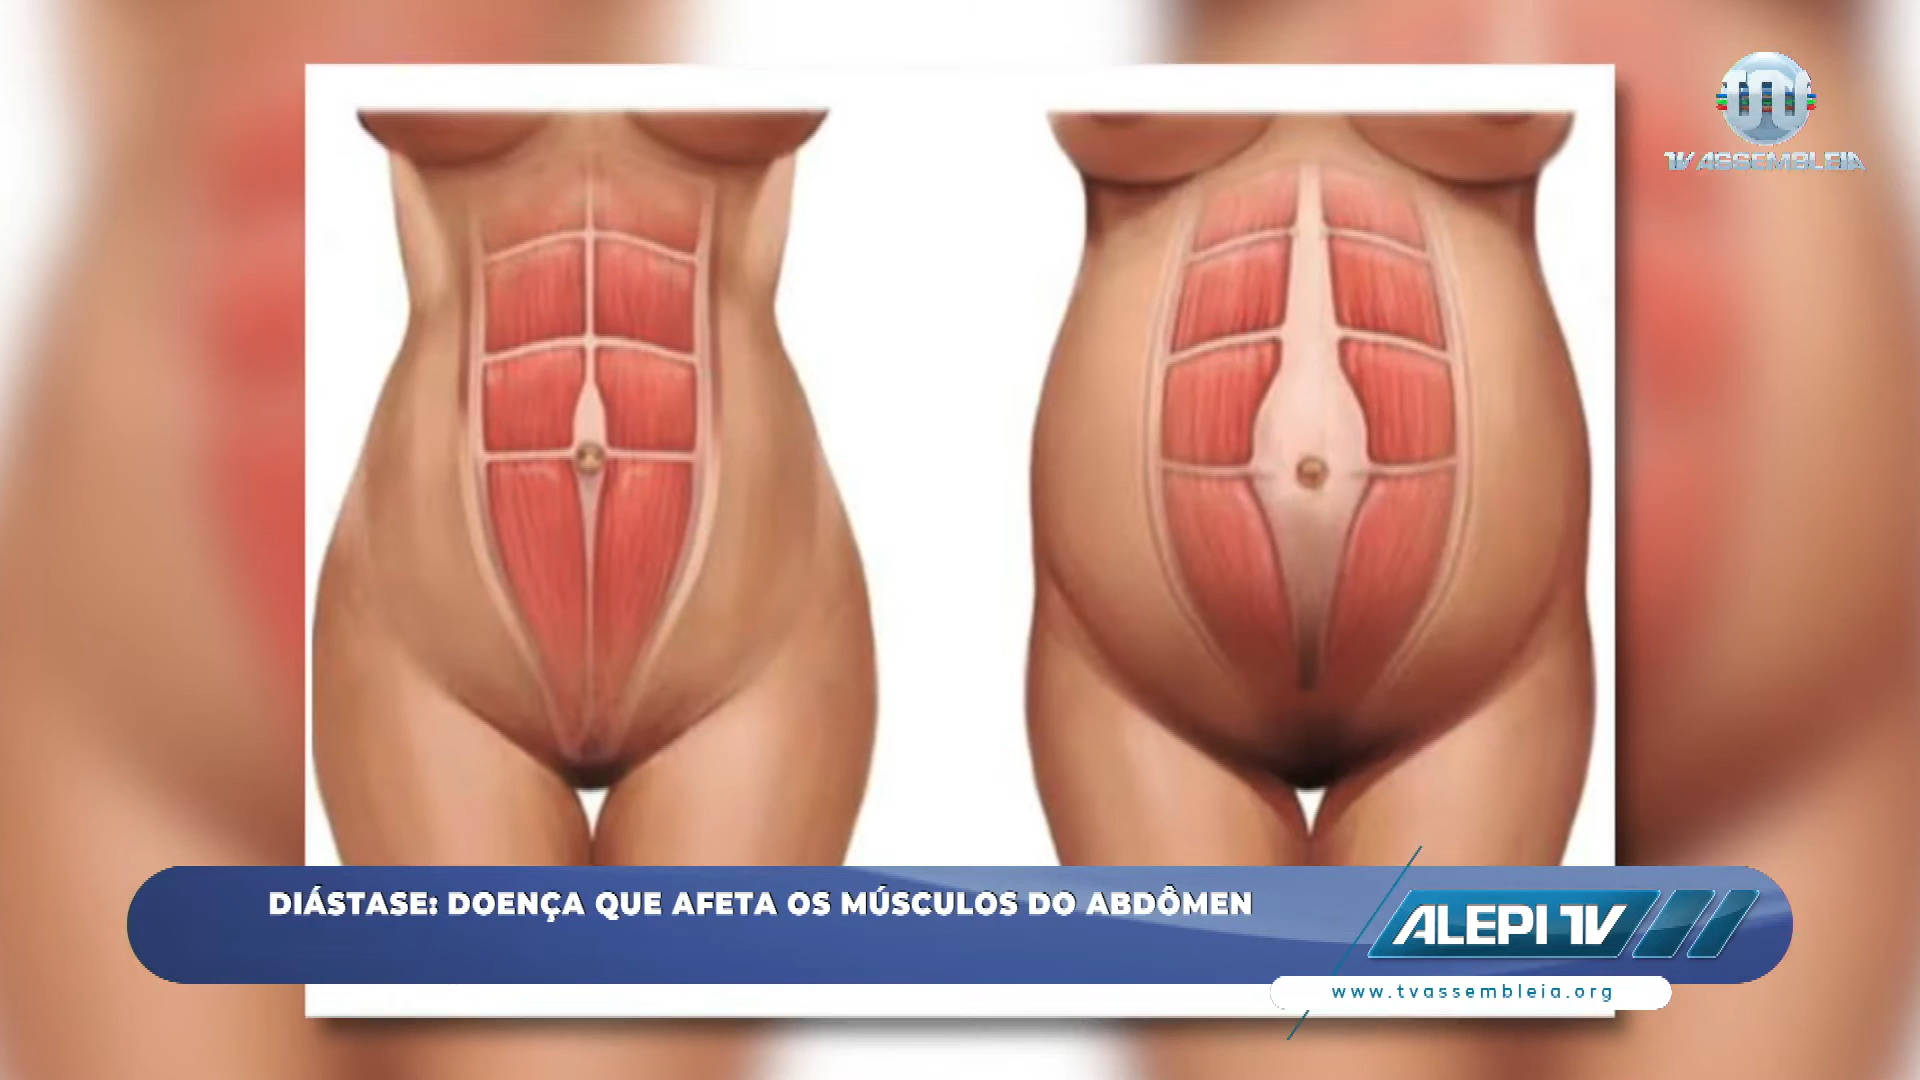 TV ASSEMBLEIA
DIÁSTASE: DOENÇA QUE AFETA OS MÚSCULOS DO ABDÔMEN
ALEPI TV
www.tvassembleia.org